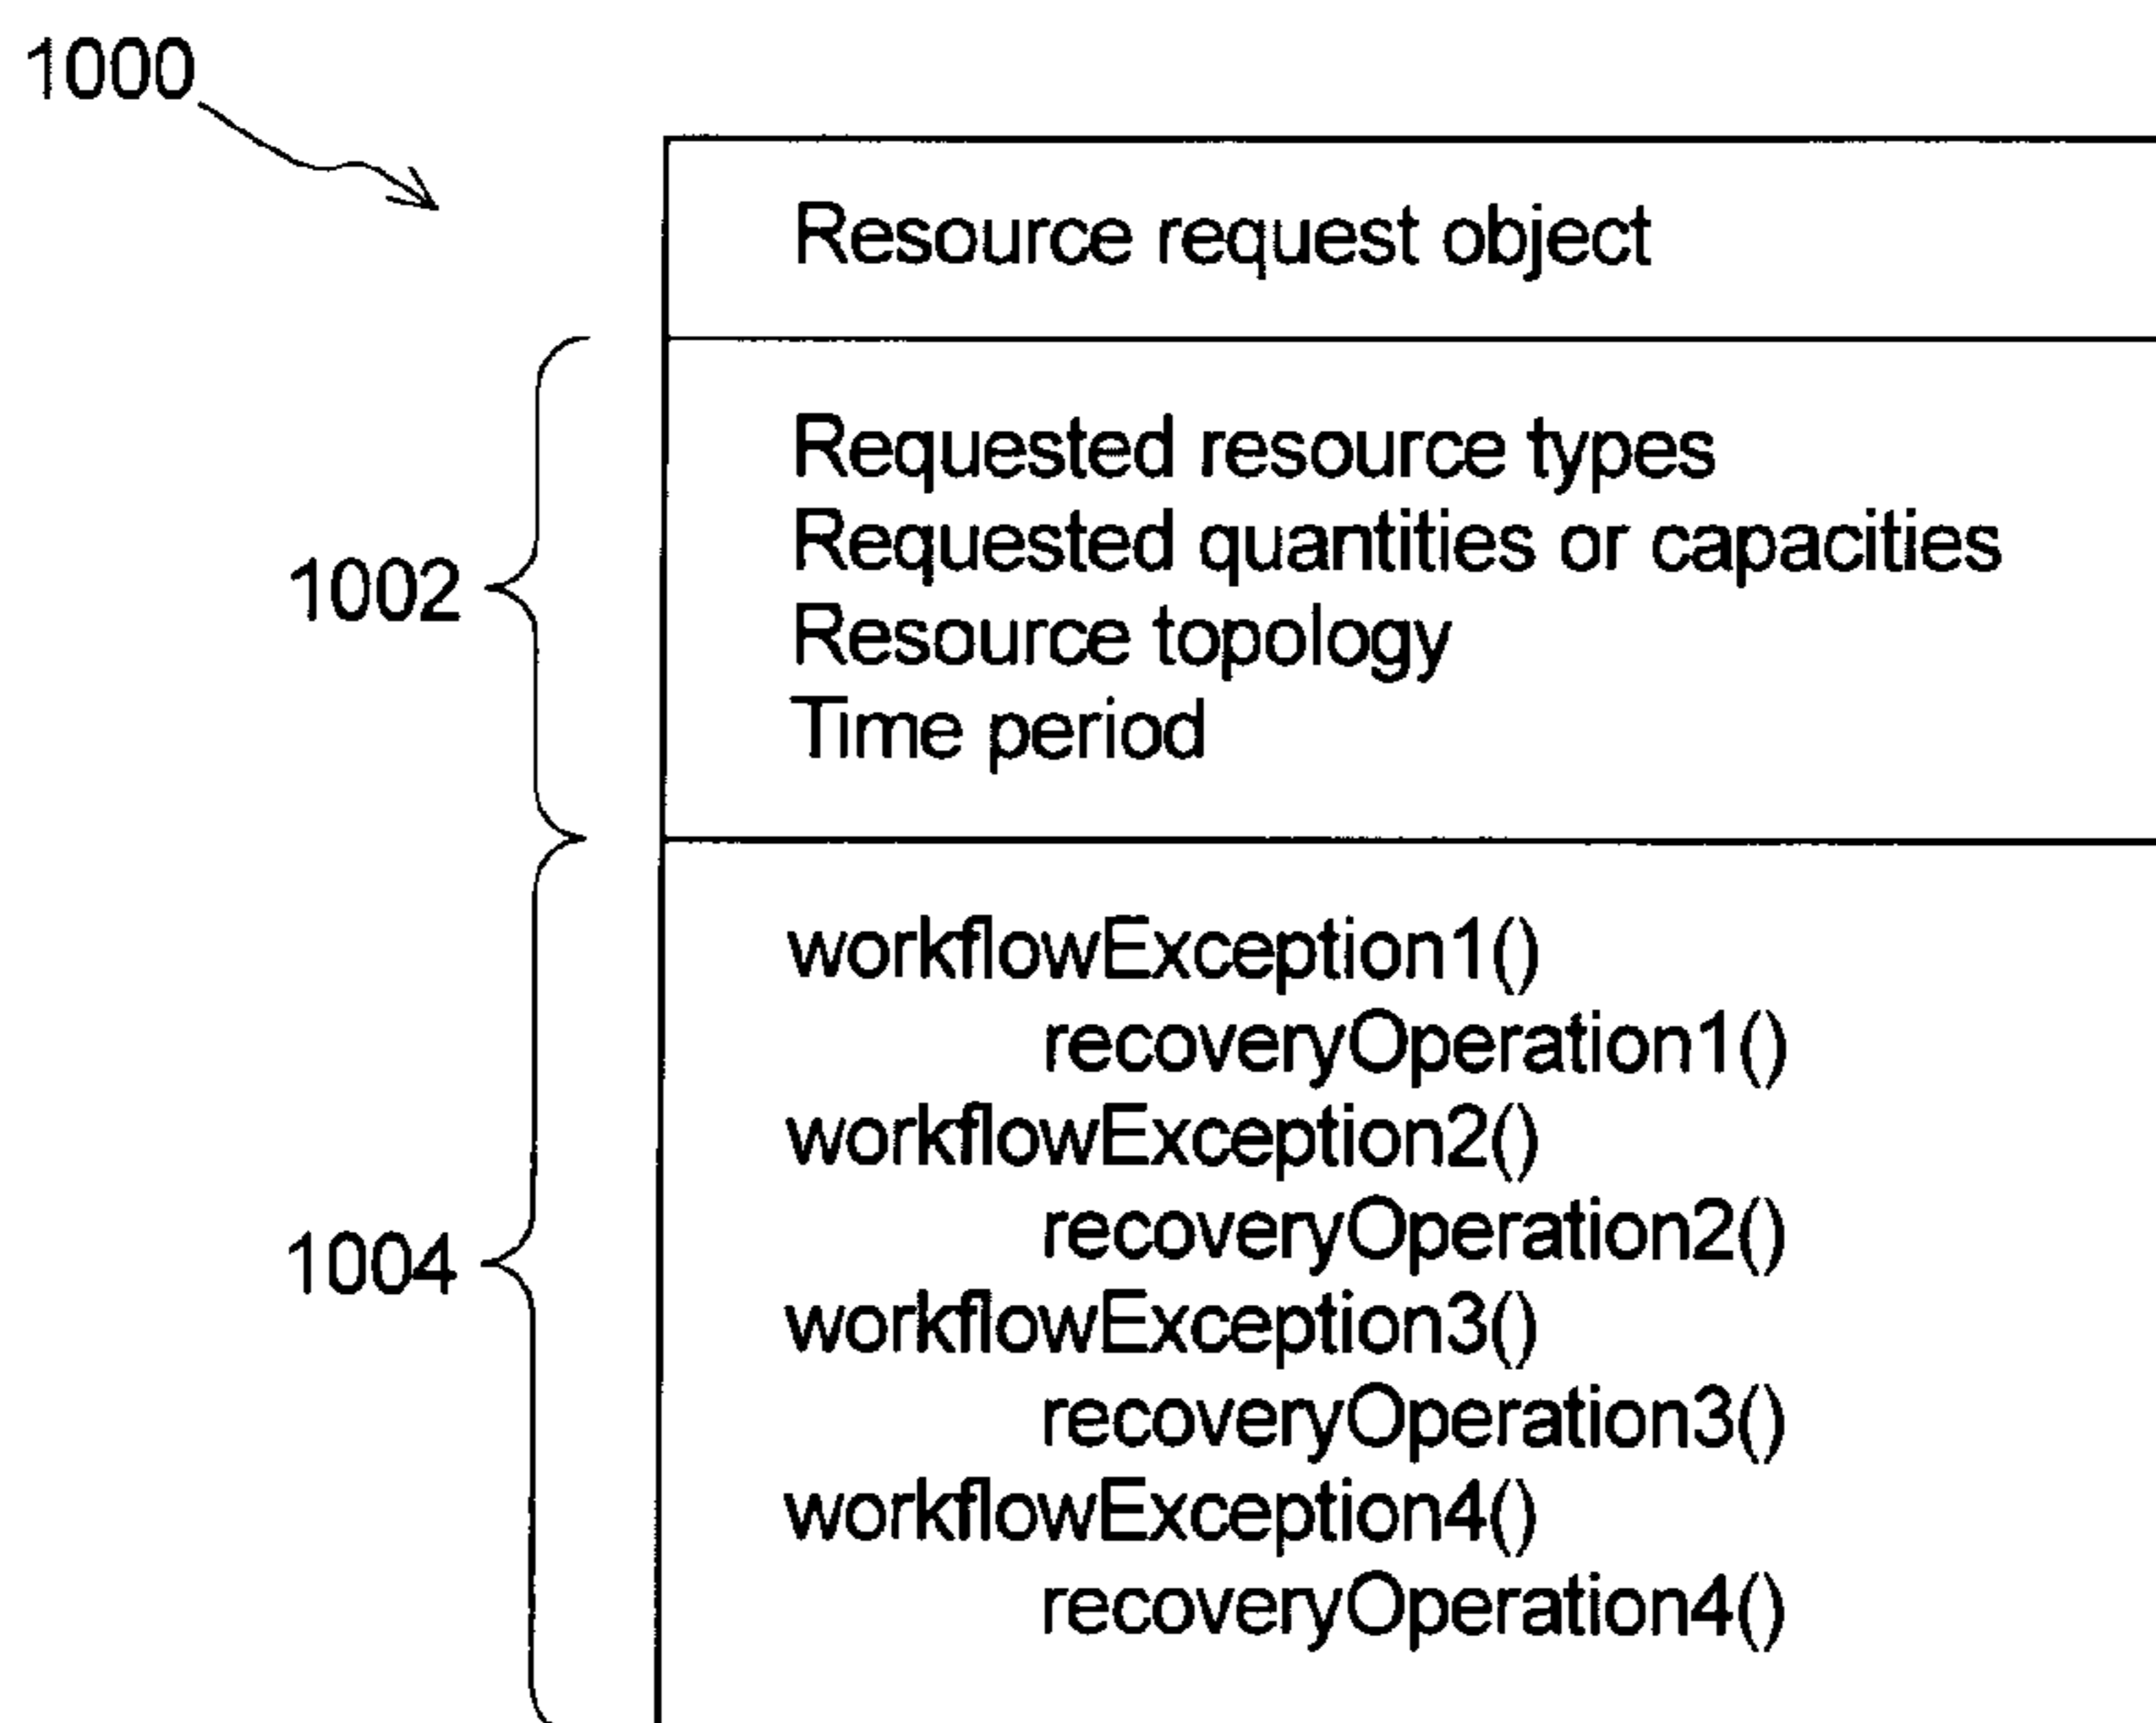 1000
Resource request object
1002
Requested resource types
Requested quantities or capacities
Resource topology
Time period
1004
workflowException1()
recoveryOperation1()
workflowException2()
recoveryOperation2()
workflowException3()
recoveryOperation3()
workflowException4()
recoveryOperation4()